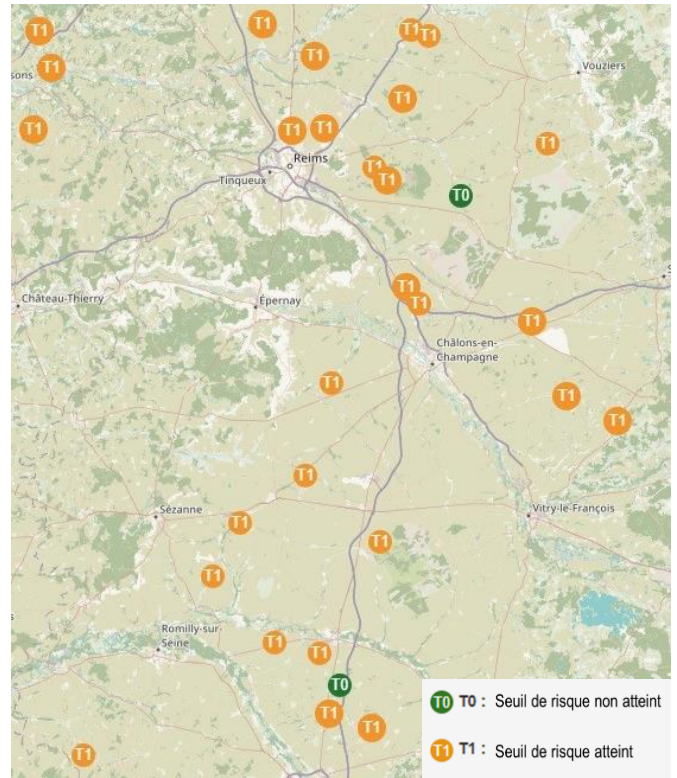 T1
T1
T1
T1
T1
T1
sons
Vouziers
T1
T1
T1
T1
T1
Reims
T1
T1
Tinqueux
T0
T1
T1
Château-Thierry
Épernay
T1
S
Châlons-en-
Champagne
T1
T1
T1
T1
Sézanne
Vitry-le-François
T1
T1
T1
Romilly-sur-
Seine
T1
T1
T0
T1
T1
T1
T0 T0 : Seuil de risque non atteint
T1 T1 : Seuil de risque atteint